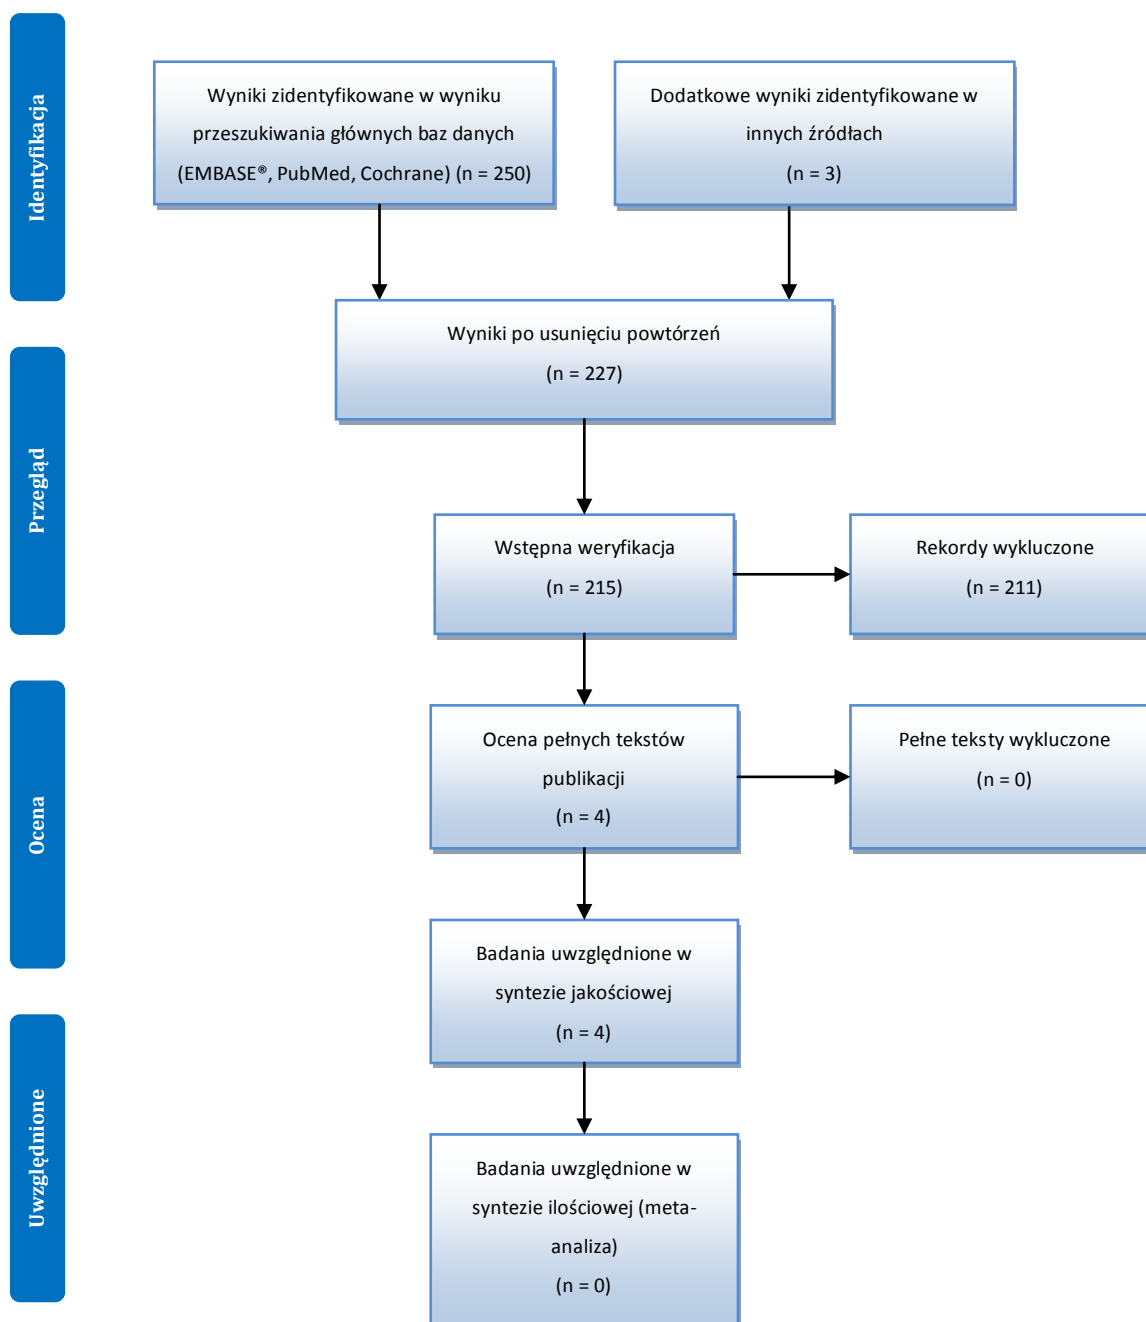 Identyfikacja
Wyniki zidentyfikowane w wyniku
przeszukiwania głównych baz danych
(EMBASE®, PubMed, Cochrane) (n = 250)
Dodatkowe wyniki zidentyfikowane w
innych źródłach
(n = 3)
Przegląd
Wyniki po usunięciu powtórzeń
(n = 227)
Wstępna weryfikacja
(n = 215)
Rekordy wykluczone
(n = 211)
Ocena
Ocena pełnych tekstów
publikacji
(n = 4)
Pełne teksty wykluczone
(n = 0)
Badania uwzględnione w
syntezie jakościowej
(n = 4)
Uwzględnione
Badania uwzględnione w
syntezie ilościowej (meta-
analiza)
(n = 0)